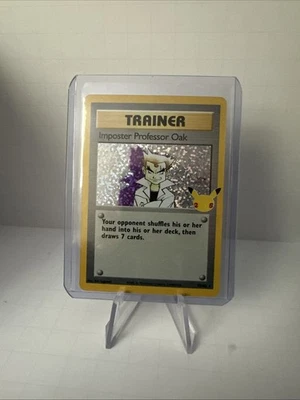 TRAINER
Imposter Professor Oak
Your opponent shuffles his or her
hand into his or her deck, then
draws 7 cards.